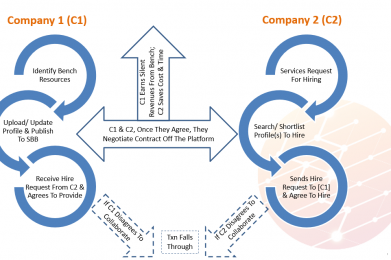 Company 1 (C1)
Company 2 (C2)
Identify Bench
Resources
C1 Earns Silent
Revenues From Bench;
C2 Saves Cost & Time
Services Request
For Hiring
Upload/ Update
Profile & Publish
To SBB
C1 & C2, Once They Agree, They
Negotiate Contract Off The Platform
Search/ Shortlist
Profile(s) To Hire
Receive Hire
Request From C2 &
Agrees To Provide
Sends Hire
Request To [C1]
& Agree To Hire
If C1 Disagrees To
Collaborate
Txn Falls
Through
If C2 Disagrees To
Collaborate